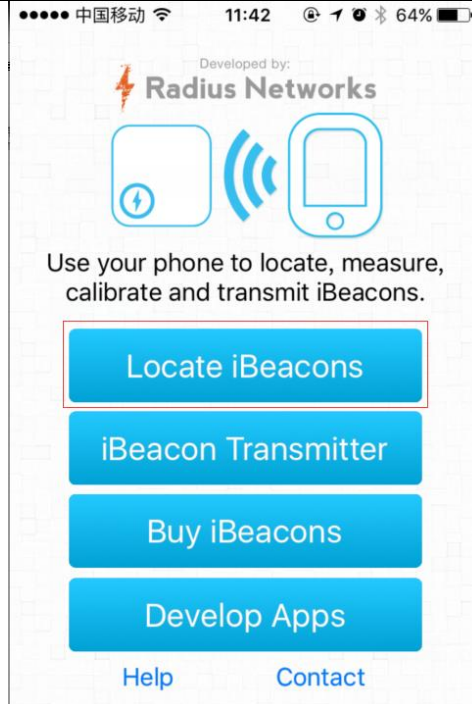 中国移动 11:42 64%
Developed by:
Radius Networks
Use your phone to locate, measure,
calibrate and transmit iBeacons.
Locate iBeacons
iBeacon Transmitter
Buy iBeacons
Develop Apps
Help Contact